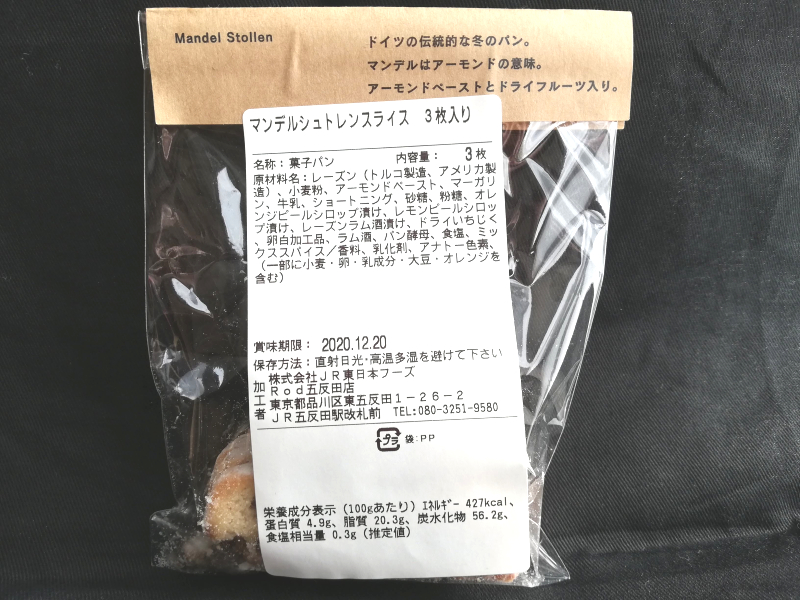 Mandel Stollen
ドイツの伝統的な冬のパン。
マンデルはアーモンドの意味。
アーモンドペーストとドライフルーツ入り。
マンデルシュトレンスライス 3枚入り
名称：菓子パン 内容量： 3枚
原材料名：レーズン（トルコ製造、アメリカ製
造）、小麦粉、アーモンドペースト、マーガリ
ン、牛乳、ショートニング、砂糖、粉糖、オレ
ンジピールシロップ漬け、レモンピールシロッ
プ漬け、レーズンラム酒漬け、ドライいちじく
、卵白加工品、ラム酒、パン酵母、食塩、ミッ
クススパイス／香料、乳化剤、アナトー色素、
（一部に小麦・卵・乳成分・大豆・オレンジを
含む）
賞味期限： 2020.12.20
保存方法：直射日光・高温多湿を避けて下さい
加工者 株式会社ＪＲ東日本フーズ
Ｒｏｄ五反田店
東京都品川区東五反田１－２６－２
ＪＲ五反田駅改札前 TEL:080-3251-9580
プラ 袋:PP
栄養成分表示（100gあたり）ｴﾈﾙｷﾞｰ 427kcal、
蛋白質 4.9g、脂質 20.3g、炭水化物 56.2g、
食塩相当量 0.3g（推定値）